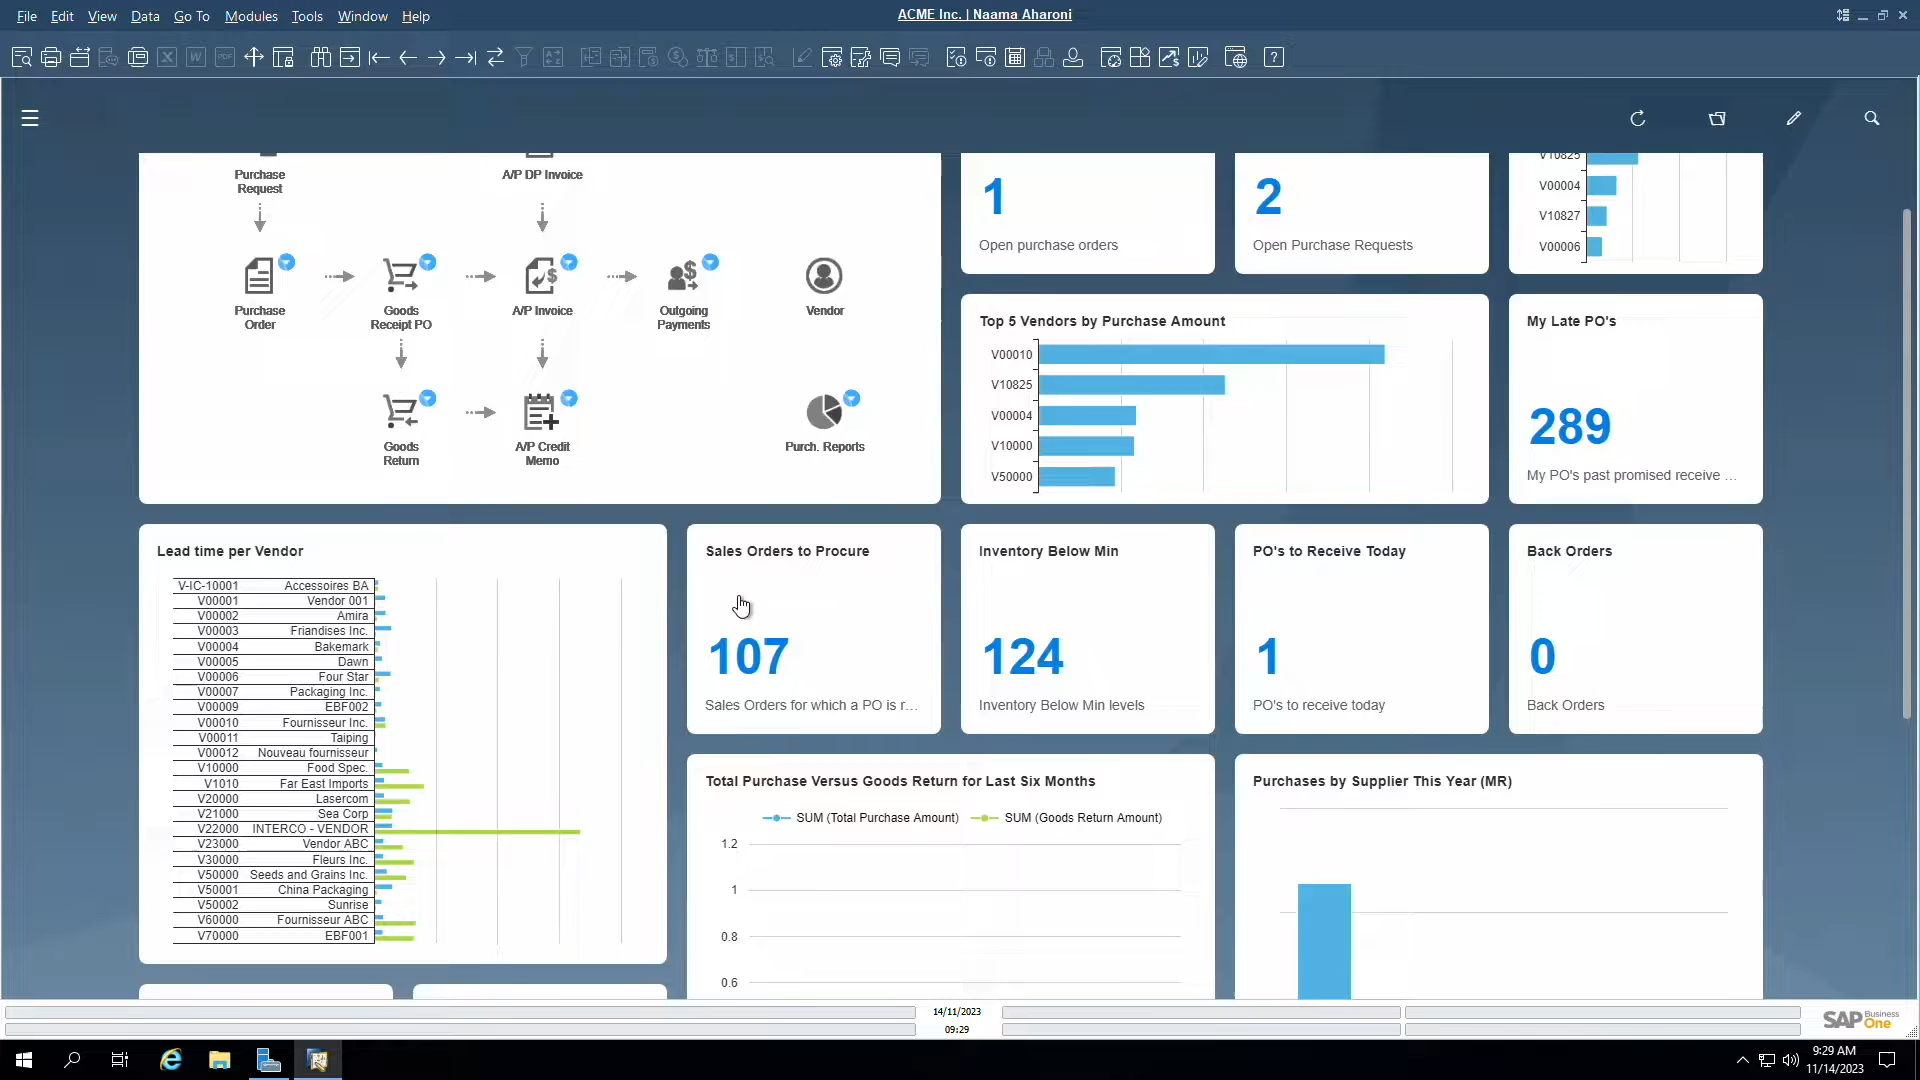 File Edit View Data Go To Modules Tools Window Help
ACME Inc. | Naama Aharoni
Purchase
Request
A/P DP Invoice
Purchase
Order
Goods
Receipt PO
A/P Invoice
Outgoing
Payments
Vendor
Goods
Return
A/P Credit
Memo
Purch. Reports
1
Open purchase orders
2
Open Purchase Requests
V10825
V00004
V10827
V00006
Top 5 Vendors by Purchase Amount
V00010
V10825
V00004
V10000
V50000
My Late PO's
289
My PO's past promised receive ...
Lead time per Vendor
V-IC-10001 Accessoires BA
V00001 Vendor 001
V00002 Amira
V00003 Friandises Inc.
V00004 Bakemark
V00005 Dawn
V00006 Four Star
V00007 Packaging Inc.
V00009 EBF002
V00010 Fournisseur Inc.
V00011 Taiping
V00012 Nouveau fournisseur
V10000 Food Spec.
V1010 Far East Imports
V20000 Lasercom
V21000 Sea Corp
V22000 INTERCO - VENDOR
V23000 Vendor ABC
V30000 Fleurs Inc.
V50000 Seeds and Grains Inc.
V50001 China Packaging
V50002 Sunrise
V60000 Fournisseur ABC
V70000 EBF001
Sales Orders to Procure
107
Sales Orders for which a PO is r...
Inventory Below Min
124
Inventory Below Min levels
PO's to Receive Today
1
PO's to receive today
Back Orders
0
Back Orders
Total Purchase Versus Goods Return for Last Six Months
SUM (Total Purchase Amount) SUM (Goods Return Amount)
1.2
1
0.8
0.6
Purchases by Supplier This Year (MR)
14/11/2023
09:29
SAP Business One
9:29 AM
11/14/2023